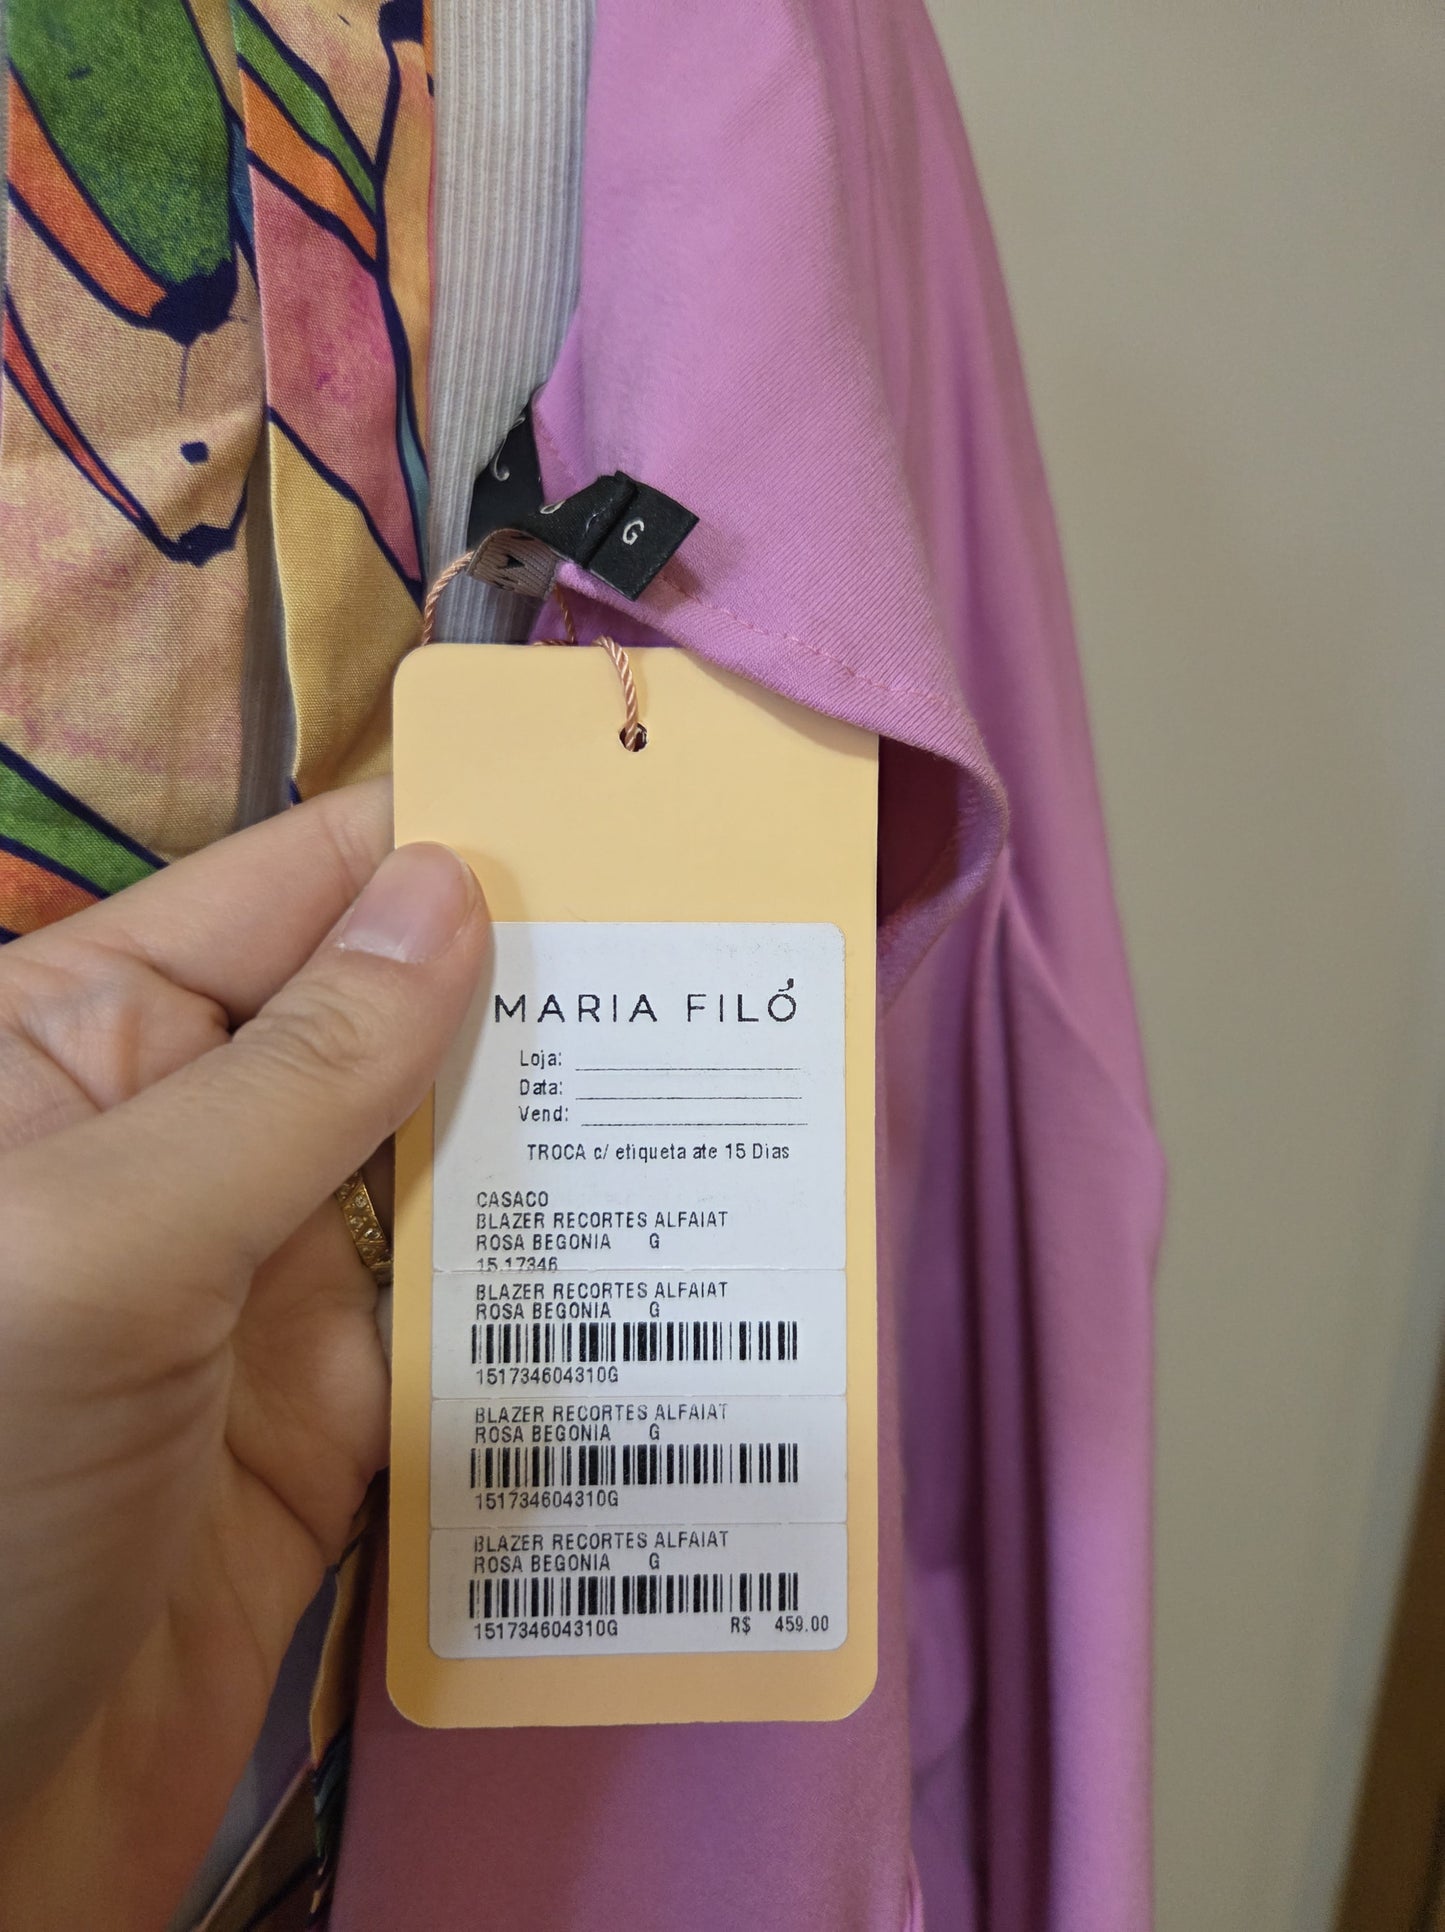 G
MARIA FILÓ
Loja:
Data:
Vend:
TROCA c/ etiqueta ate 15 Dias
CASACO
BLAZER RECORTES ALFAIAT
ROSA BEGONIA G
15.17346
BLAZER RECORTES ALFAIAT
ROSA BEGONIA G
151734604310G
BLAZER RECORTES ALFAIAT
ROSA BEGONIA G
151734604310G
BLAZER RECORTES ALFAIAT
ROSA BEGONIA G
151734604310G R$ 459.00